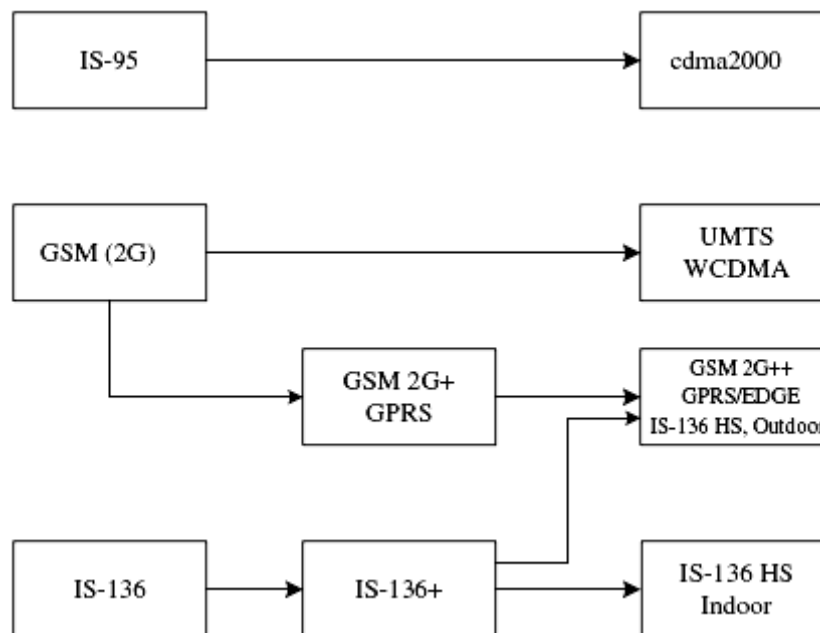 IS-95
cdma2000
GSM (2G)
UMTS
WCDMA
GSM 2G+
GPRS
GSM 2G++
GPRS/EDGE
IS-136 HS, Outdoor
IS-136
IS-136+
IS-136 HS
Indoor